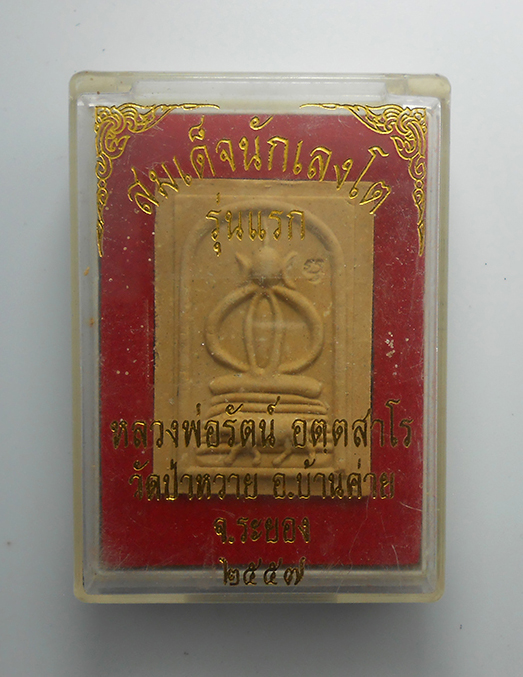 สมเด็จนักเลงโต
รุ่นแรก
หลวงพ่อรัตน์ อตฺตสาโร
วัดป่าหวาย อ.บ้านค่าย
จ.ระยอง
๒๕๕๗